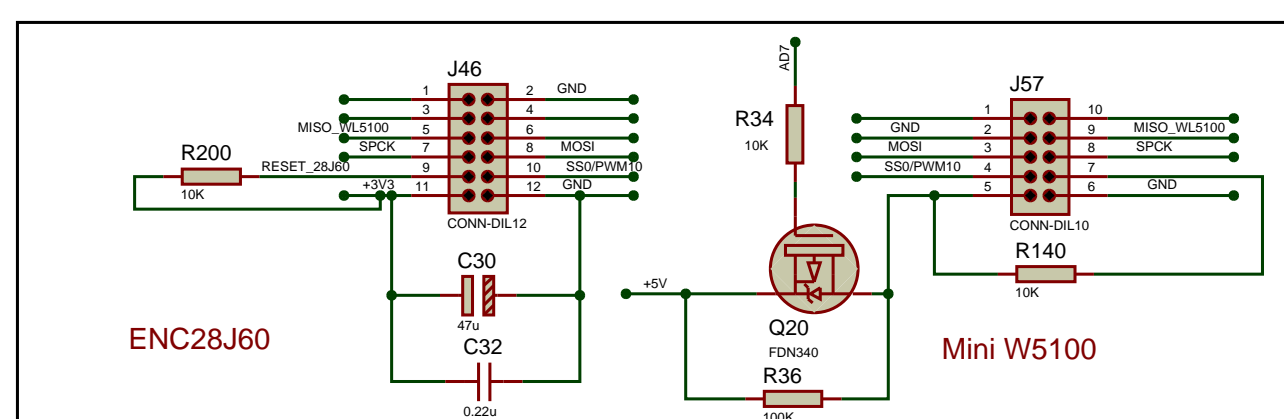 J46
1
2
GND
3
4
MISO_WL5100
5
6
SPCK
7
8
MOSI
R200
10K
RESET_28J60
9
10
SS0/PWM10
+3V3
11
12
GND
CONN-DIL12
C30
47u
C32
0.22u
ENC28J60
AD7
R34
10K
+5V
Q20
FDN340
R36
100K
J57
1
10
GND
2
9
MISO_WL5100
MOSI
3
8
SPCK
SS0/PWM10
4
7
5
6
GND
CONN-DIL10
R140
10K
Mini W5100